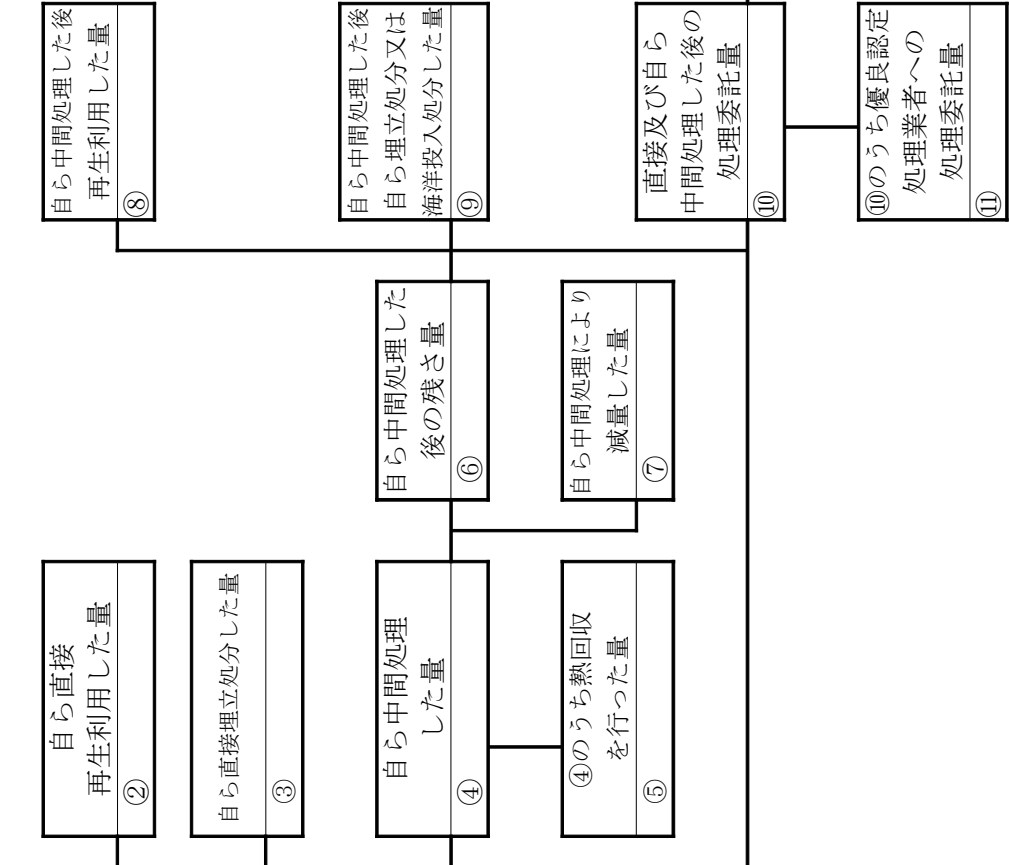 自ら直接
再生利用した量
②
自ら直接埋立処分した量
③
自ら中間処理
した量
④
④のうち熱回収
を行った量
⑤
自ら中間処理した
後の残さ量
⑥
自ら中間処理により
減量した量
⑦
自ら中間処理した後
再生利用した量
⑧
自ら中間処理した後
自ら埋立処分又は
海洋投入処分した量
⑨
直接及び自ら
中間処理した後の
処理委託量
⑩
⑩のうち優良認定
処理業者への
処理委託量
⑪